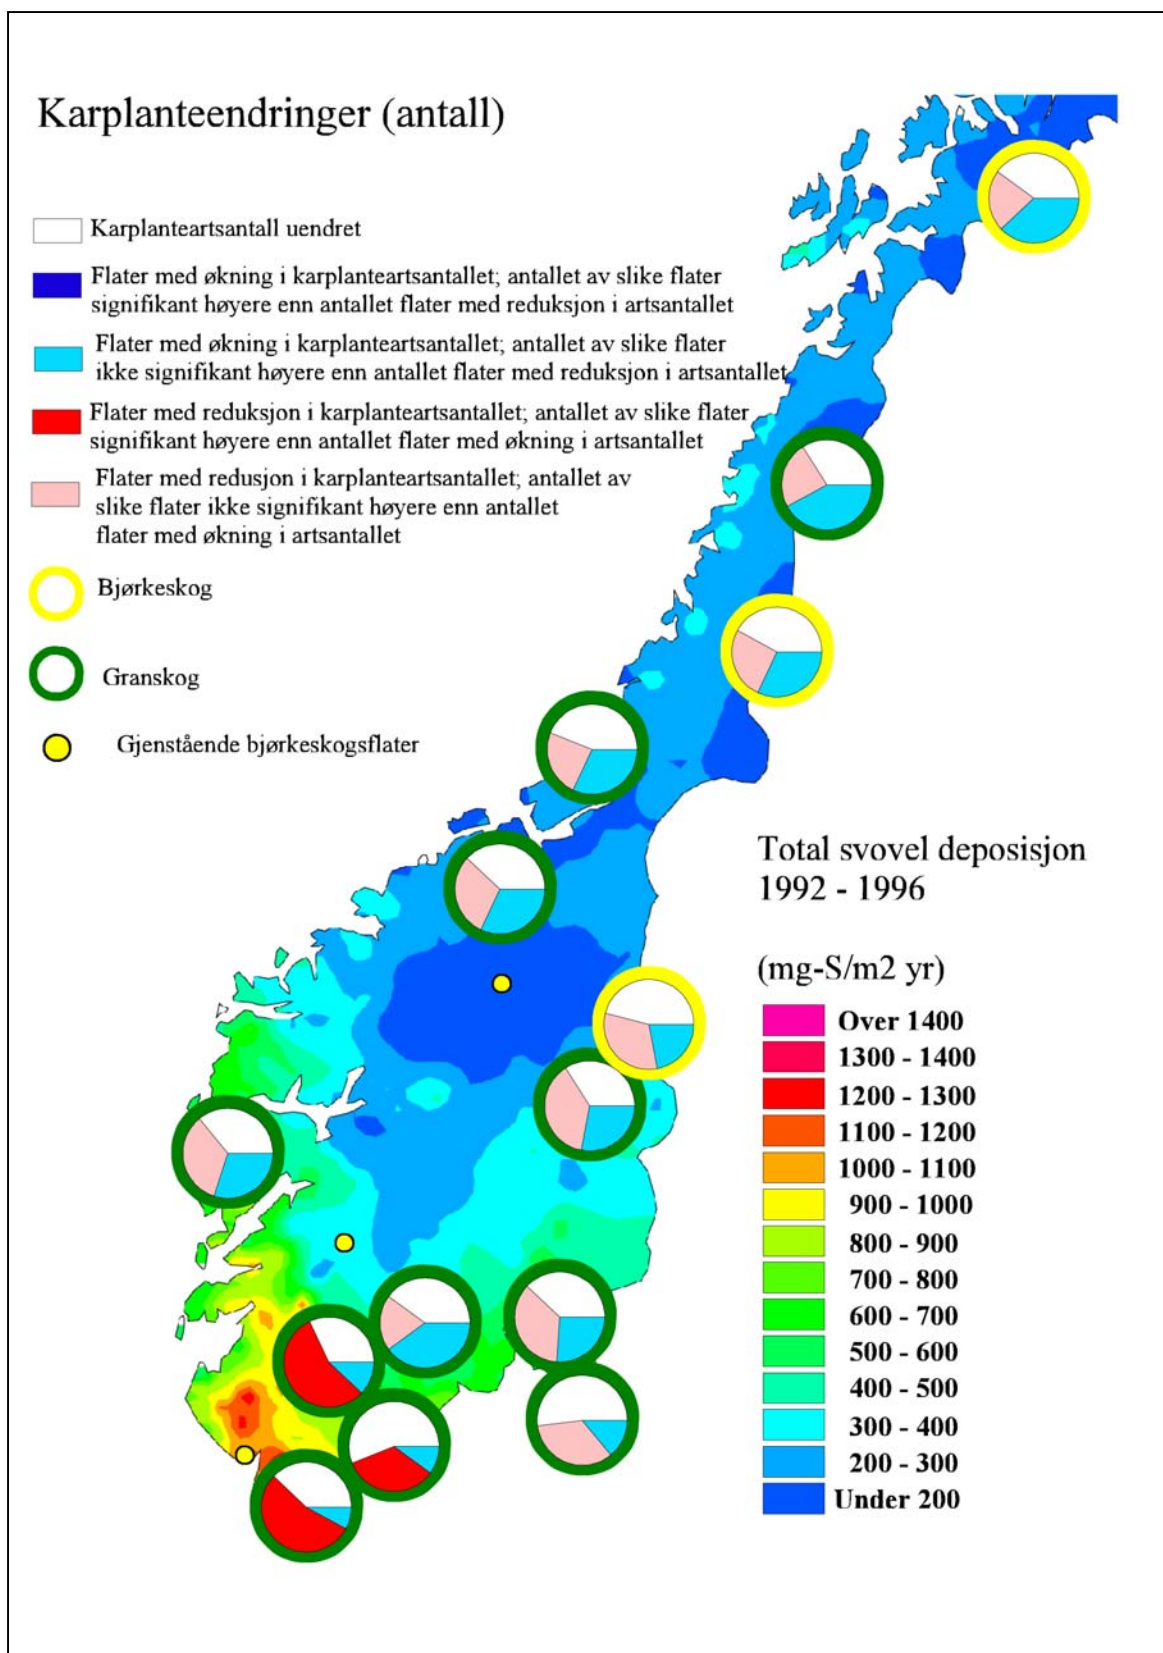 Karplanteendringer (antall)
Karplanteartsantall uendret
Flater med økning i karplanteartsantallet; antallet av slike flater
signifikant høyere enn antallet flater med reduksjon i artsantallet
Flater med økning i karplanteartsantallet; antallet av slike flater
ikke signifikant høyere enn antallet flater med reduksjon i artsantallet
Flater med reduksjon i karplanteartsantallet; antallet av slike flater
signifikant høyere enn antallet flater med økning i artsantallet
Flater med redusjon i karplanteartsantallet; antallet av
slike flater ikke signifikant høyere enn antallet
flater med økning i artsantallet
Bjørkeskog
Granskog
Gjenstående bjørkeskogsflater
Total svovel deposisjon
1992 - 1996
(mg-S/m2 yr)
Over 1400
1300 - 1400
1200 - 1300
1100 - 1200
1000 - 1100
900 - 1000
800 - 900
700 - 800
600 - 700
500 - 600
400 - 500
300 - 400
200 - 300
Under 200